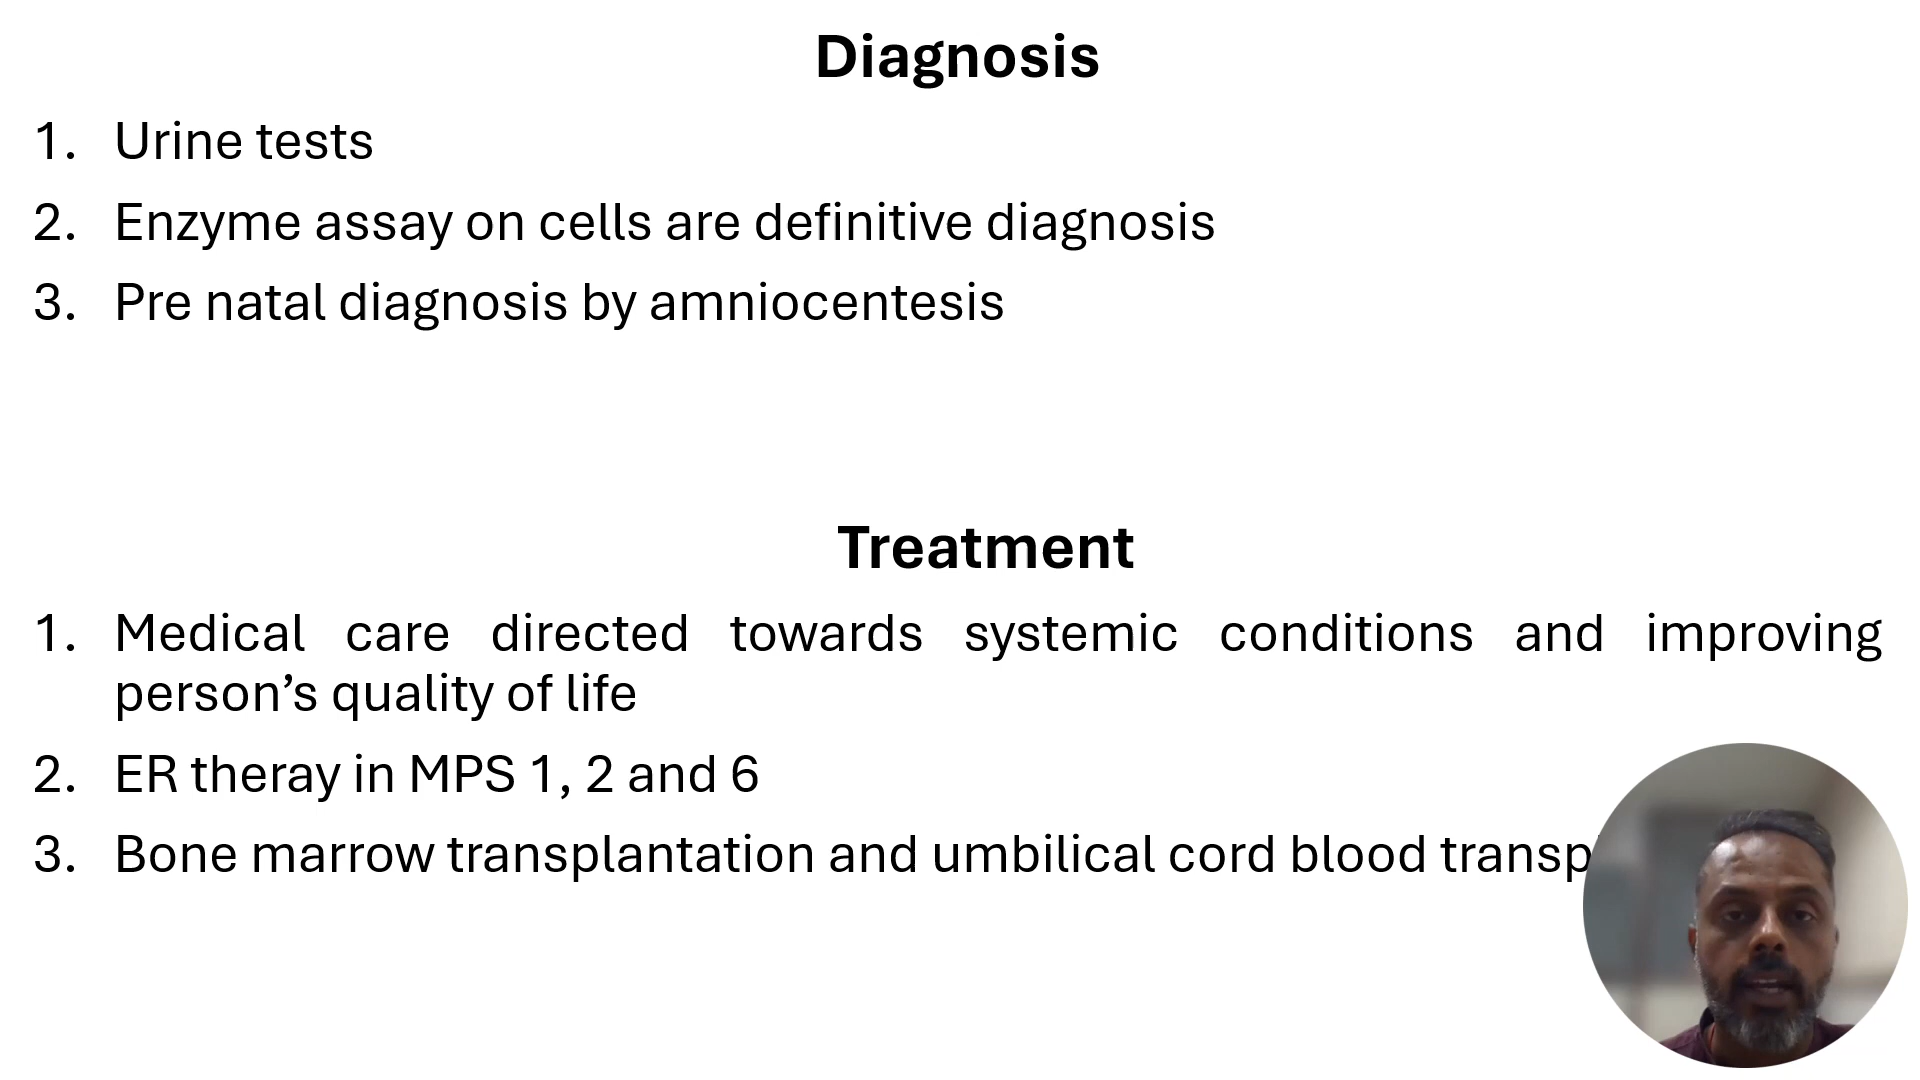 Diagnosis
1. Urine tests
2. Enzyme assay on cells are definitive diagnosis
3. Pre natal diagnosis by amniocentesis
Treatment
1. Medical care directed towards systemic conditions and improving
person’s quality of life
2. ER theray in MPS 1, 2 and 6
3. Bone marrow transplantation and umbilical cord blood